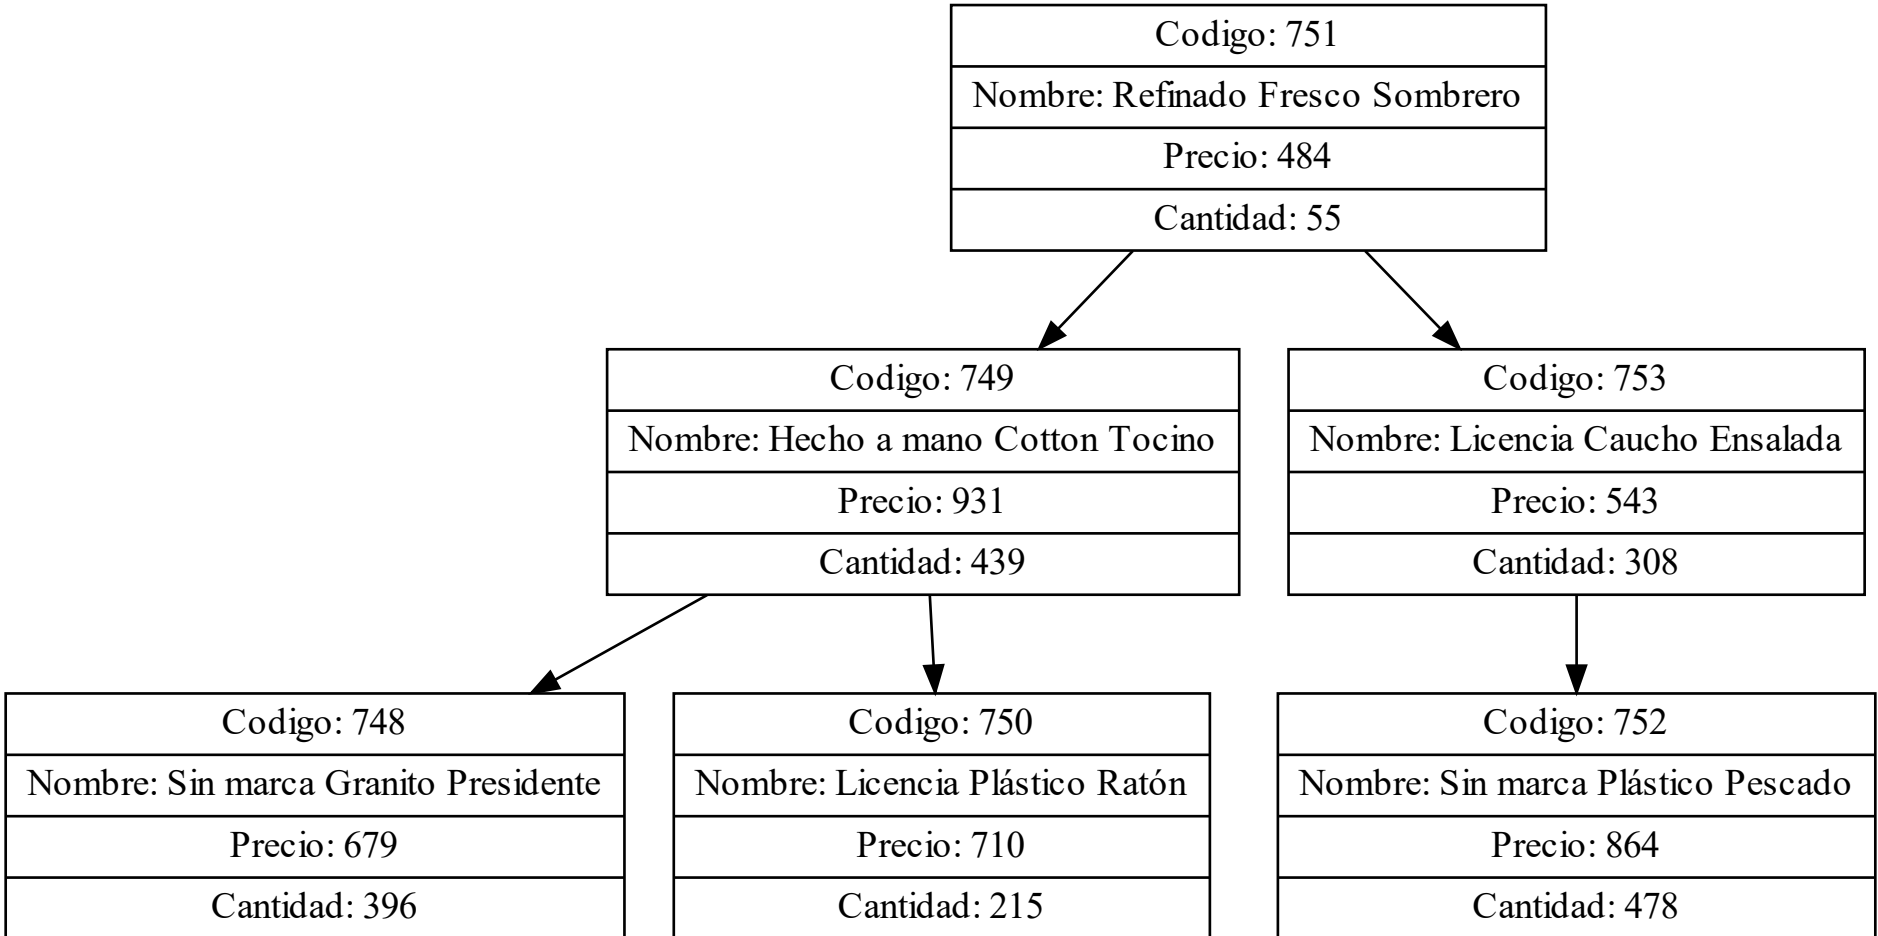 Codigo: 751
Nombre: Refinado Fresco Sombrero
Precio: 484
Cantidad: 55
Codigo: 749
Nombre: Hecho a mano Cotton Tocino
Precio: 931
Cantidad: 439
Codigo: 753
Nombre: Licencia Caucho Ensalada
Precio: 543
Cantidad: 308
Codigo: 748
Nombre: Sin marca Granito Presidente
Precio: 679
Cantidad: 396
Codigo: 750
Nombre: Licencia Plástico Ratón
Precio: 710
Cantidad: 215
Codigo: 752
Nombre: Sin marca Plástico Pescado
Precio: 864
Cantidad: 478